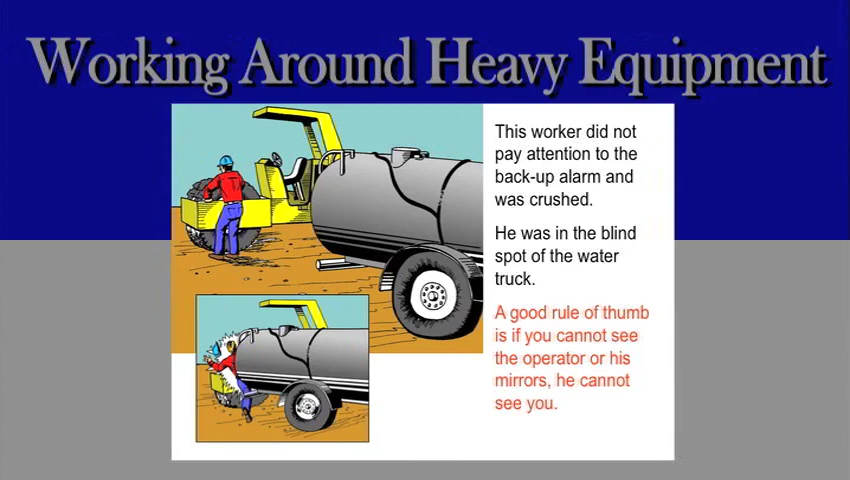 Working Around Heavy Equipment
This worker did not
pay attention to the
back-up alarm and
was crushed.
He was in the blind
spot of the water
truck.
A good rule of thumb
is if you cannot see
the operator or his
mirrors, he cannot
see you.